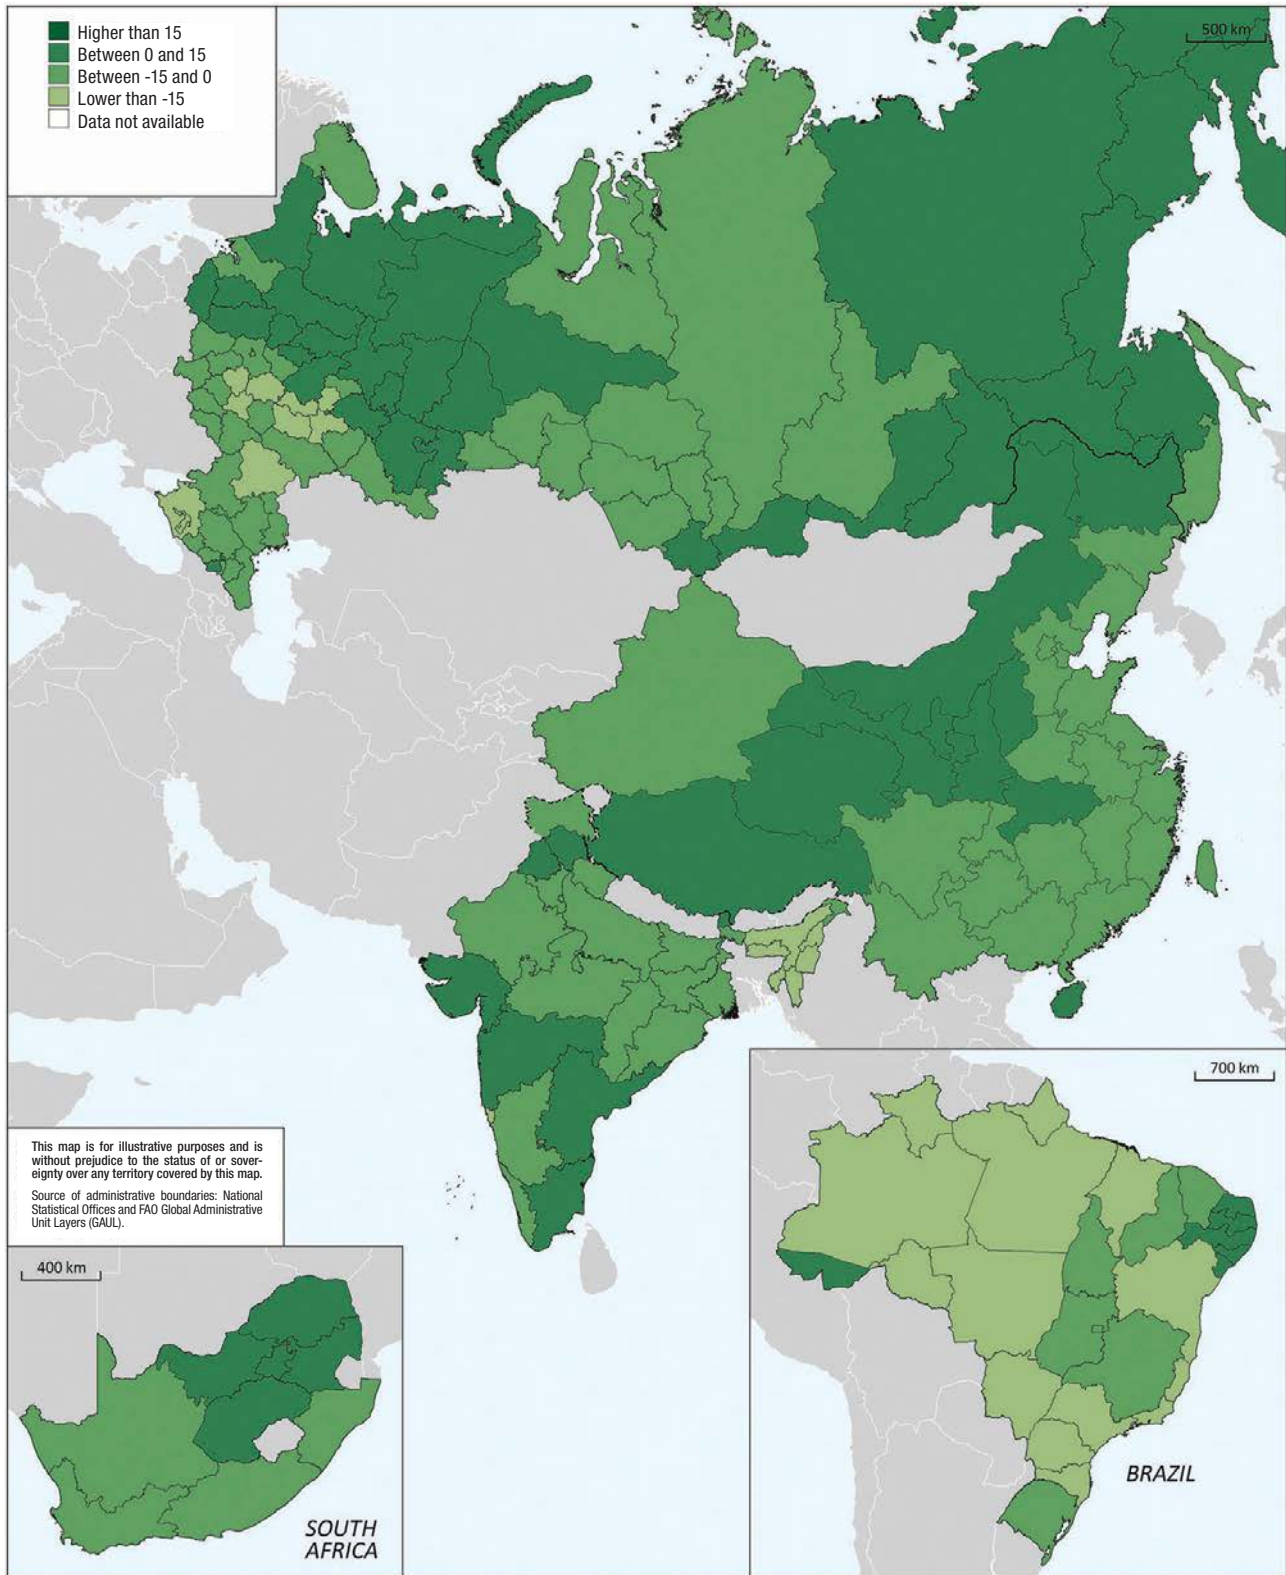 Higher than 15
Between 0 and 15
Between -15 and 0
Lower than -15
Data not available
500 km
700 km
This map is for illustrative purposes and is
without prejudice to the status of or sover-
eignty over any territory covered by this map.
Source of administrative boundaries: National
Statistical Offices and FAO Global Administrative
Unit Layers (GAUL).
400 km
BRAZIL
SOUTH
AFRICA